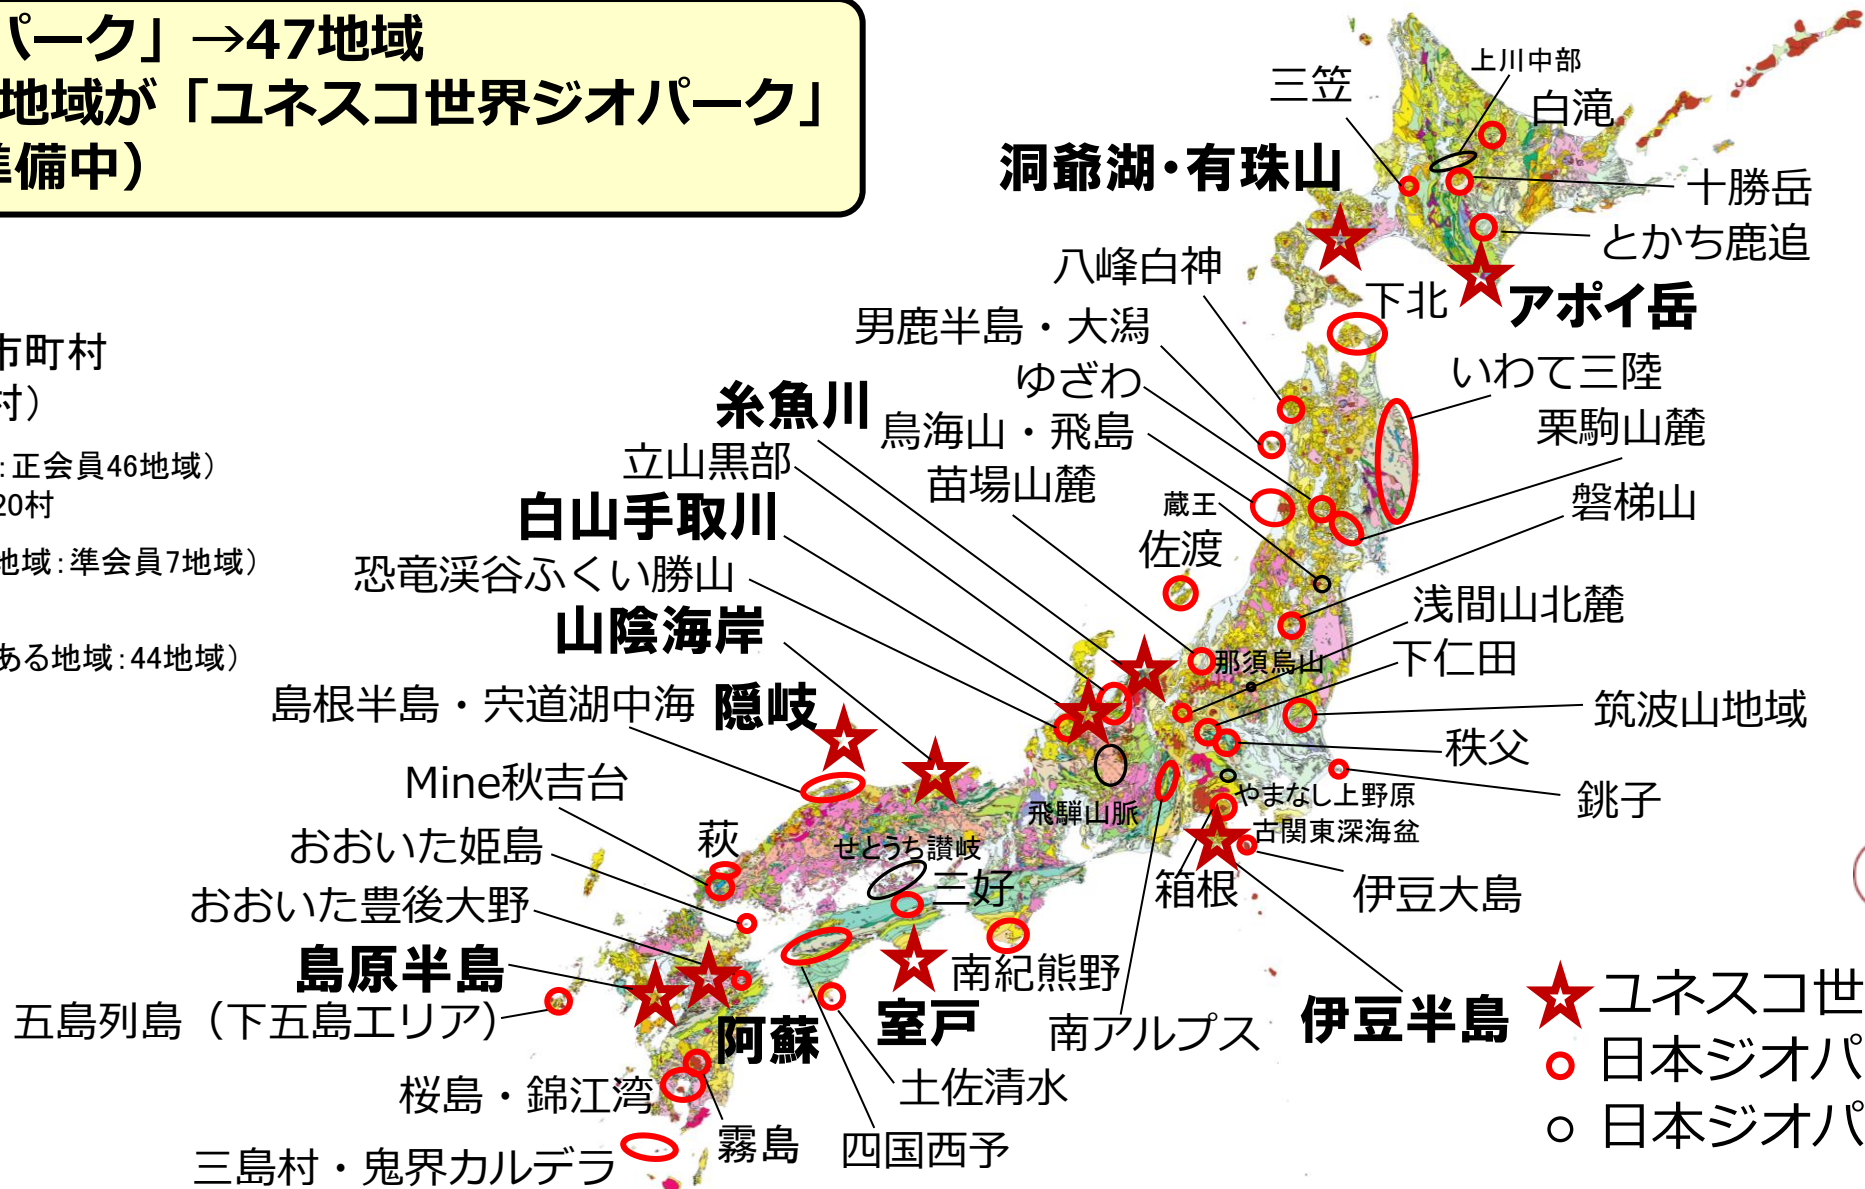 パーク」→47地域
地域が「ユネスコ世界ジオパーク」
準備中）
市町村
村）
：正会員46地域）
20村
地域：準会員7地域）
ある地域：44地域）
上川中部
三笠
白滝
洞爺湖・有珠山
十勝岳
とかち鹿追
八峰白神
下北
アポイ岳
男鹿半島・大潟
ゆざわ
いわて三陸
糸魚川
鳥海山・飛島
栗駒山麓
立山黒部
苗場山麓
蔵王
磐梯山
白山手取川
佐渡
恐竜渓谷ふくい勝山
浅間山北麓
山陰海岸
那須烏山
下仁田
島根半島・宍道湖中海
隠岐
筑波山地域
秩父
Mine秋吉台
飛騨山脈
やまなし上野原
銚子
萩
せとうち讃岐
古関東深海盆
おおいた姫島
三好
箱根
伊豆大島
おおいた豊後大野
島原半島
南紀熊野
五島列島（下五島エリア）
阿蘇
室戸
南アルプス
伊豆半島
ユネスコ世
日本ジオパ
桜島・錦江湾
土佐清水
日本ジオパ
霧島
四国西予
三島村・鬼界カルデラ